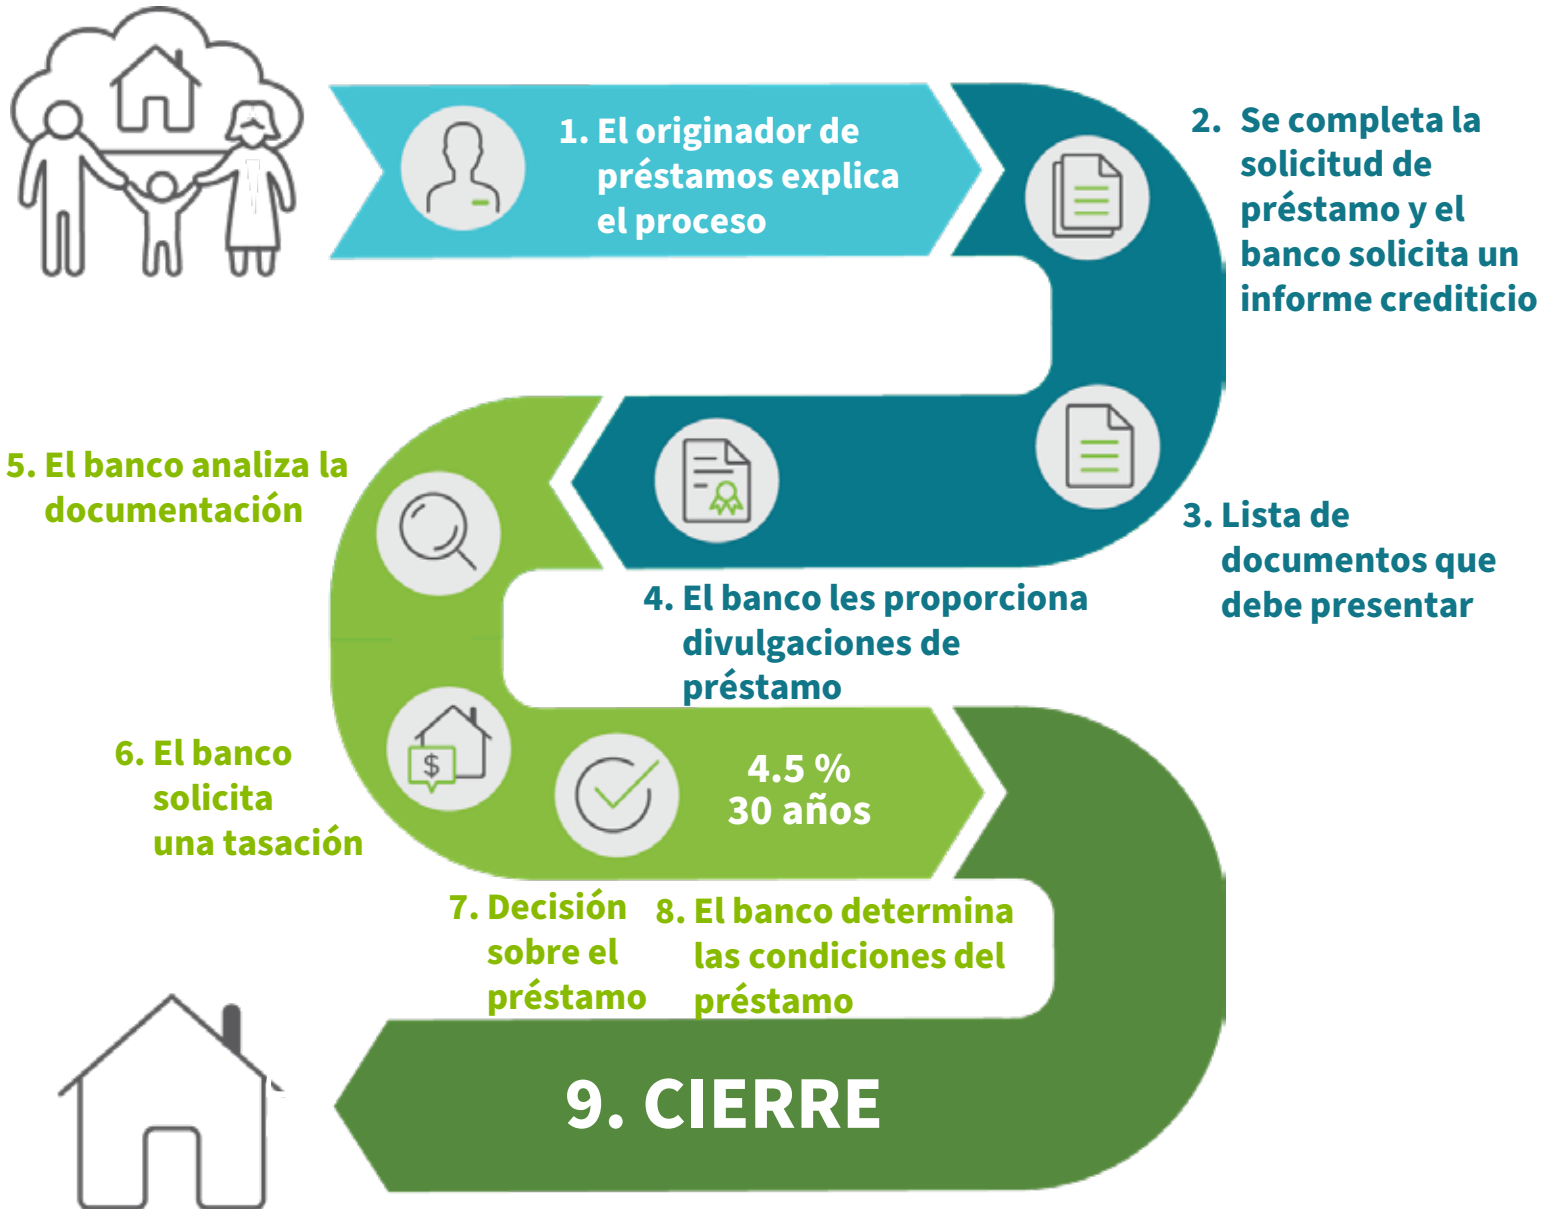 1. El originador de
préstamos explica
el proceso
2. Se completa la
solicitud de
préstamo y el
banco solicita un
informe crediticio
3. Lista de
documentos que
debe presentar
4. El banco les proporciona
divulgaciones de
préstamo
5. El banco analiza la
documentación
6. El banco
solicita
una tasación
$
7. Decisión
sobre el
préstamo
4.5 %
30 años
8. El banco determina
las condiciones del
préstamo
9. CIERRE